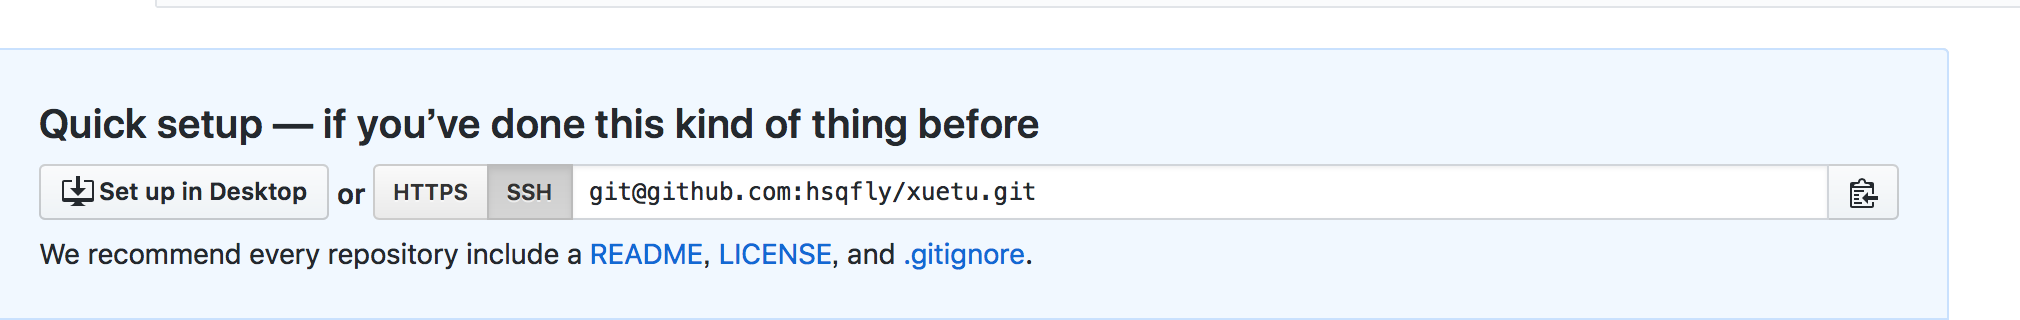 Quick setup — if you’ve done this kind of thing before
Set up in Desktop or HTTPS SSH git@github.com:hsqfly/xuetu.git
We recommend every repository include a README, LICENSE, and .gitignore.